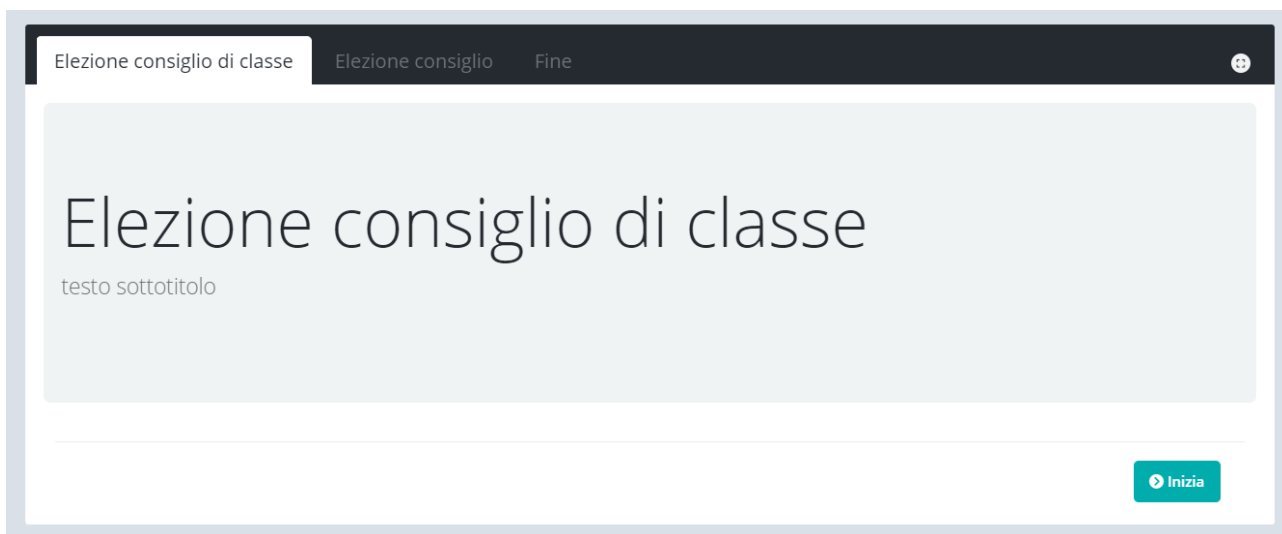 Elezione consiglio di classe Elezione consiglio Fine
Elezione consiglio di classe
testo sottotitolo
Inizia